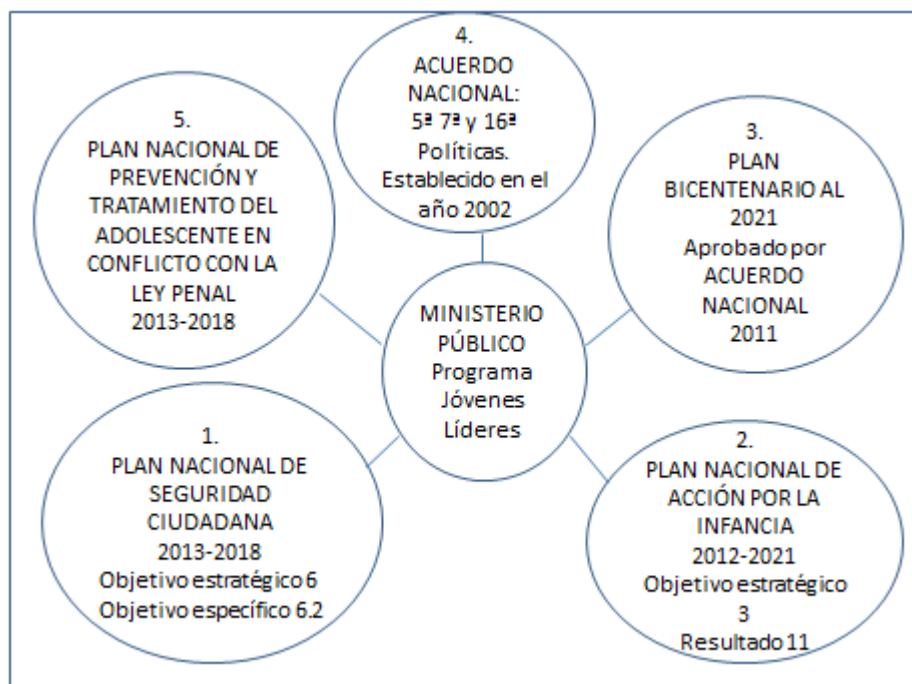 4.
ACUERDO
NACIONAL:
5ª 7ª y 16ª
Políticas.
Establecido en el
año 2002
5.
PLAN NACIONAL DE
PREVENCIÓN Y
TRATAMIENTO DEL
ADOLESCENTE EN
CONFLICTO CON LA
LEY PENAL
2013-2018
3.
PLAN
BICENTENARIO AL
2021
Aprobado por
ACUERDO
NACIONAL
2011
MINISTERIO
PÚBLICO
Programa
Jóvenes
Líderes
1.
PLAN NACIONAL DE
SEGURIDAD
CIUDADANA
2013-2018
Objetivo estratégico 6
Objetivo específico 6.2
2.
PLAN NACIONAL DE
ACCIÓN POR LA
INFANCIA
2012-2021
Objetivo estratégico
3
Resultado 11